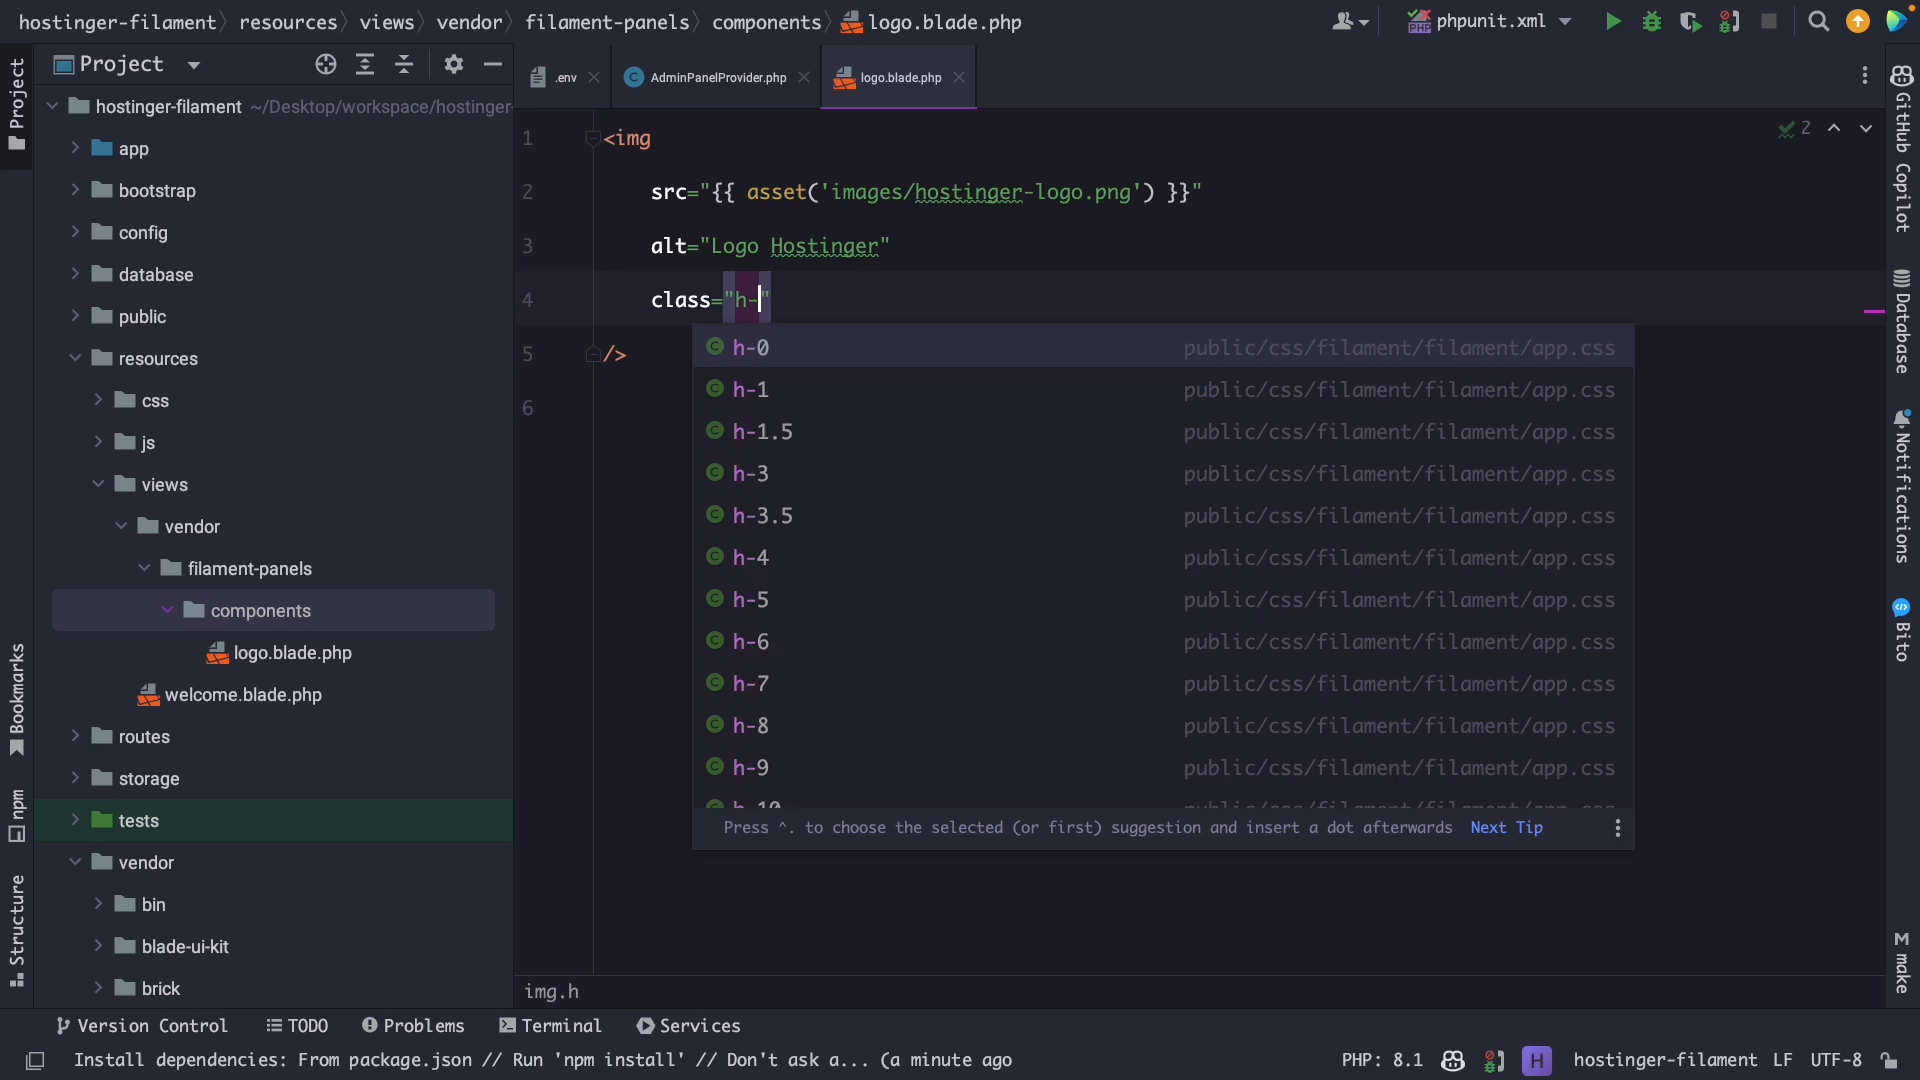 hostinger-filament resources views vendor filament-panels components logo.blade.php
phpunit.xml
Project
.env AdminPanelProvider.php logo.blade.php
Project
hostinger-filament ~/Desktop/workspace/hostinger-
app
bootstrap
config
database
public
resources
css
js
views
vendor
filament-panels
components
logo.blade.php
welcome.blade.php
routes
storage
tests
vendor
bin
blade-ui-kit
brick
Bookmarks
npm
Structure
1 <img
2
2 src="{{ asset('images/hostinger-logo.png') }}"
3 alt="Logo Hostinger"
4 class="h-"
5 />
6
h-0 public/css/filament/filament/app.css
h-1 public/css/filament/filament/app.css
h-1.5 public/css/filament/filament/app.css
h-3 public/css/filament/filament/app.css
h-3.5 public/css/filament/filament/app.css
h-4 public/css/filament/filament/app.css
h-5 public/css/filament/filament/app.css
h-6 public/css/filament/filament/app.css
h-7 public/css/filament/filament/app.css
h-8 public/css/filament/filament/app.css
h-9 public/css/filament/filament/app.css
h-10 public/css/filament/filament/app.css
Press ^. to choose the selected (or first) suggestion and insert a dot afterwards Next Tip
img.h
GitHub Copilot
Database
Notifications
Bito
M make
Version Control TODO Problems Terminal Services
Install dependencies: From package.json // Run 'npm install' // Don't ask a... (a minute ago
PHP: 8.1 H hostinger-filament LF UTF-8